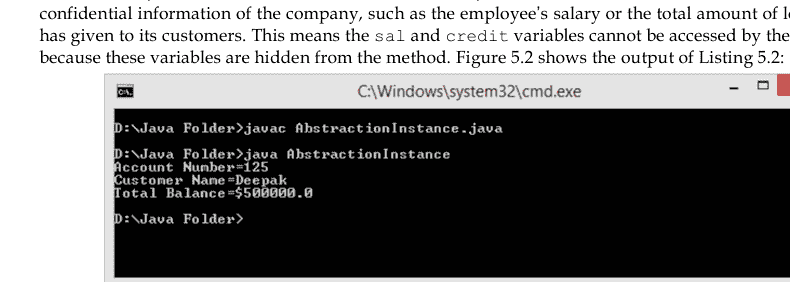 confidential information of the company, such as the employee's salary or the total amount of
has given to its customers. This means the sal and credit variables cannot be accessed by the
because these variables are hidden from the method. Figure 5.2 shows the output of Listing 5.2:
C:\Windows\system32\cmd.exe
D:\Java Folder>javac AbstractionInstance.java
D:\Java Folder>java AbstractionInstance
Account Number=125
Customer Name=Deepak
Total Balance=$500000.0
D:\Java Folder>